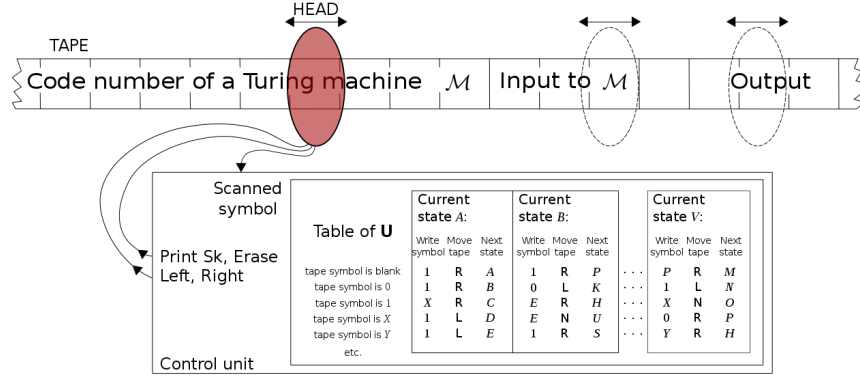 HEAD
TAPE
Code number of a Turing machine ℳ Input to ℳ Output
Scanned
symbol
Print Sk, Erase
Left, Right
Control unit
Table of U
Current state A: Current state B: Current state V:
Write symbol Move tape Next state Write symbol Move tape Next state Write symbol Move tape Next state
tape symbol is blank 1 R A 1 R P · · · P R M
tape symbol is 0 1 R B 0 L K · · · 1 L N
tape symbol is 1 X R C E R H · · · X N O
tape symbol is X 1 L D E N U · · · 0 R P
tape symbol is Y 1 L E 1 R S · · · Y R H
etc.